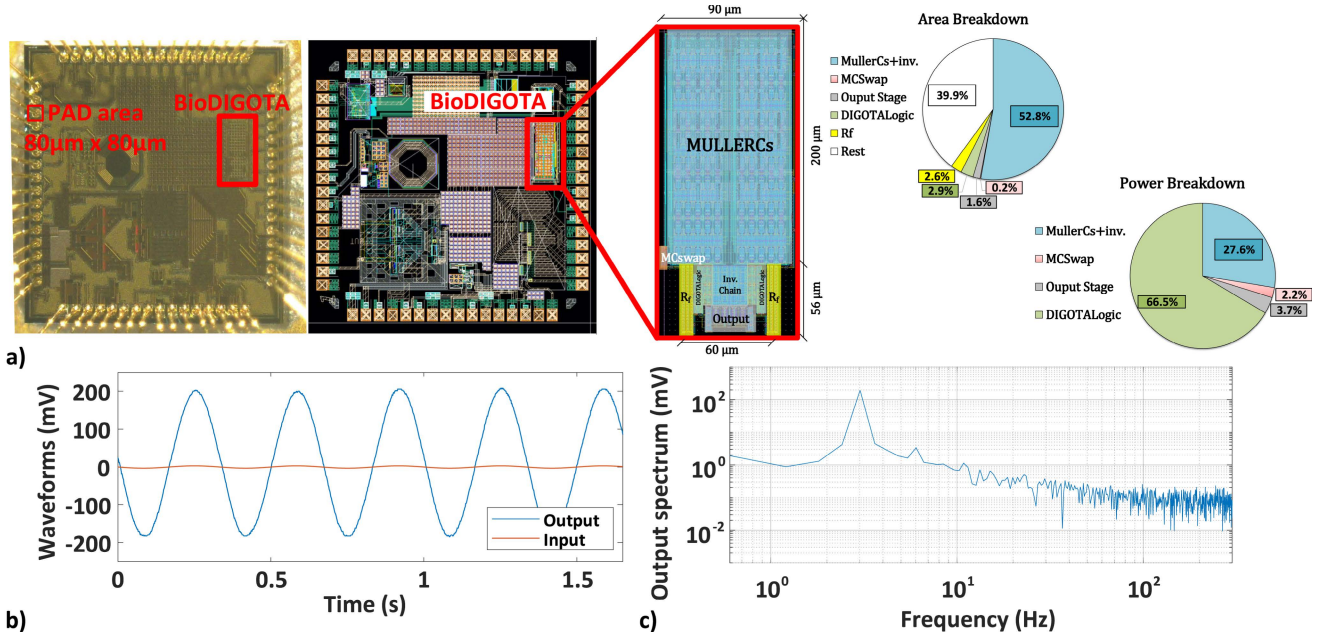 BioDIGOTA
PAD area
80µm x 80µm
BioDIGOTA
90 µm
MULLERCs
200 µm
MCswap
Rf
DIGOTALogic
Inv.
Chain
DIGOTALogic
Rf
Output
56 µm
60 µm
Area Breakdown
MullerCs+inv.
MCSwap
Ouput Stage
DIGOTALogic
Rf
Rest
39.9%
52.8%
2.6%
2.9%
1.6%
0.2%
Power Breakdown
MullerCs+inv.
MCSwap
Ouput Stage
DIGOTALogic
27.6%
2.2%
3.7%
66.5%
a)
Waveforms (mV)
200
100
0
-100
-200
Output
Input
0
0.5
1
1.5
Time (s)
b)
Output spectrum (mV)
10²
10⁰
10⁻²
10⁰
10¹
10²
Frequency (Hz)
c)